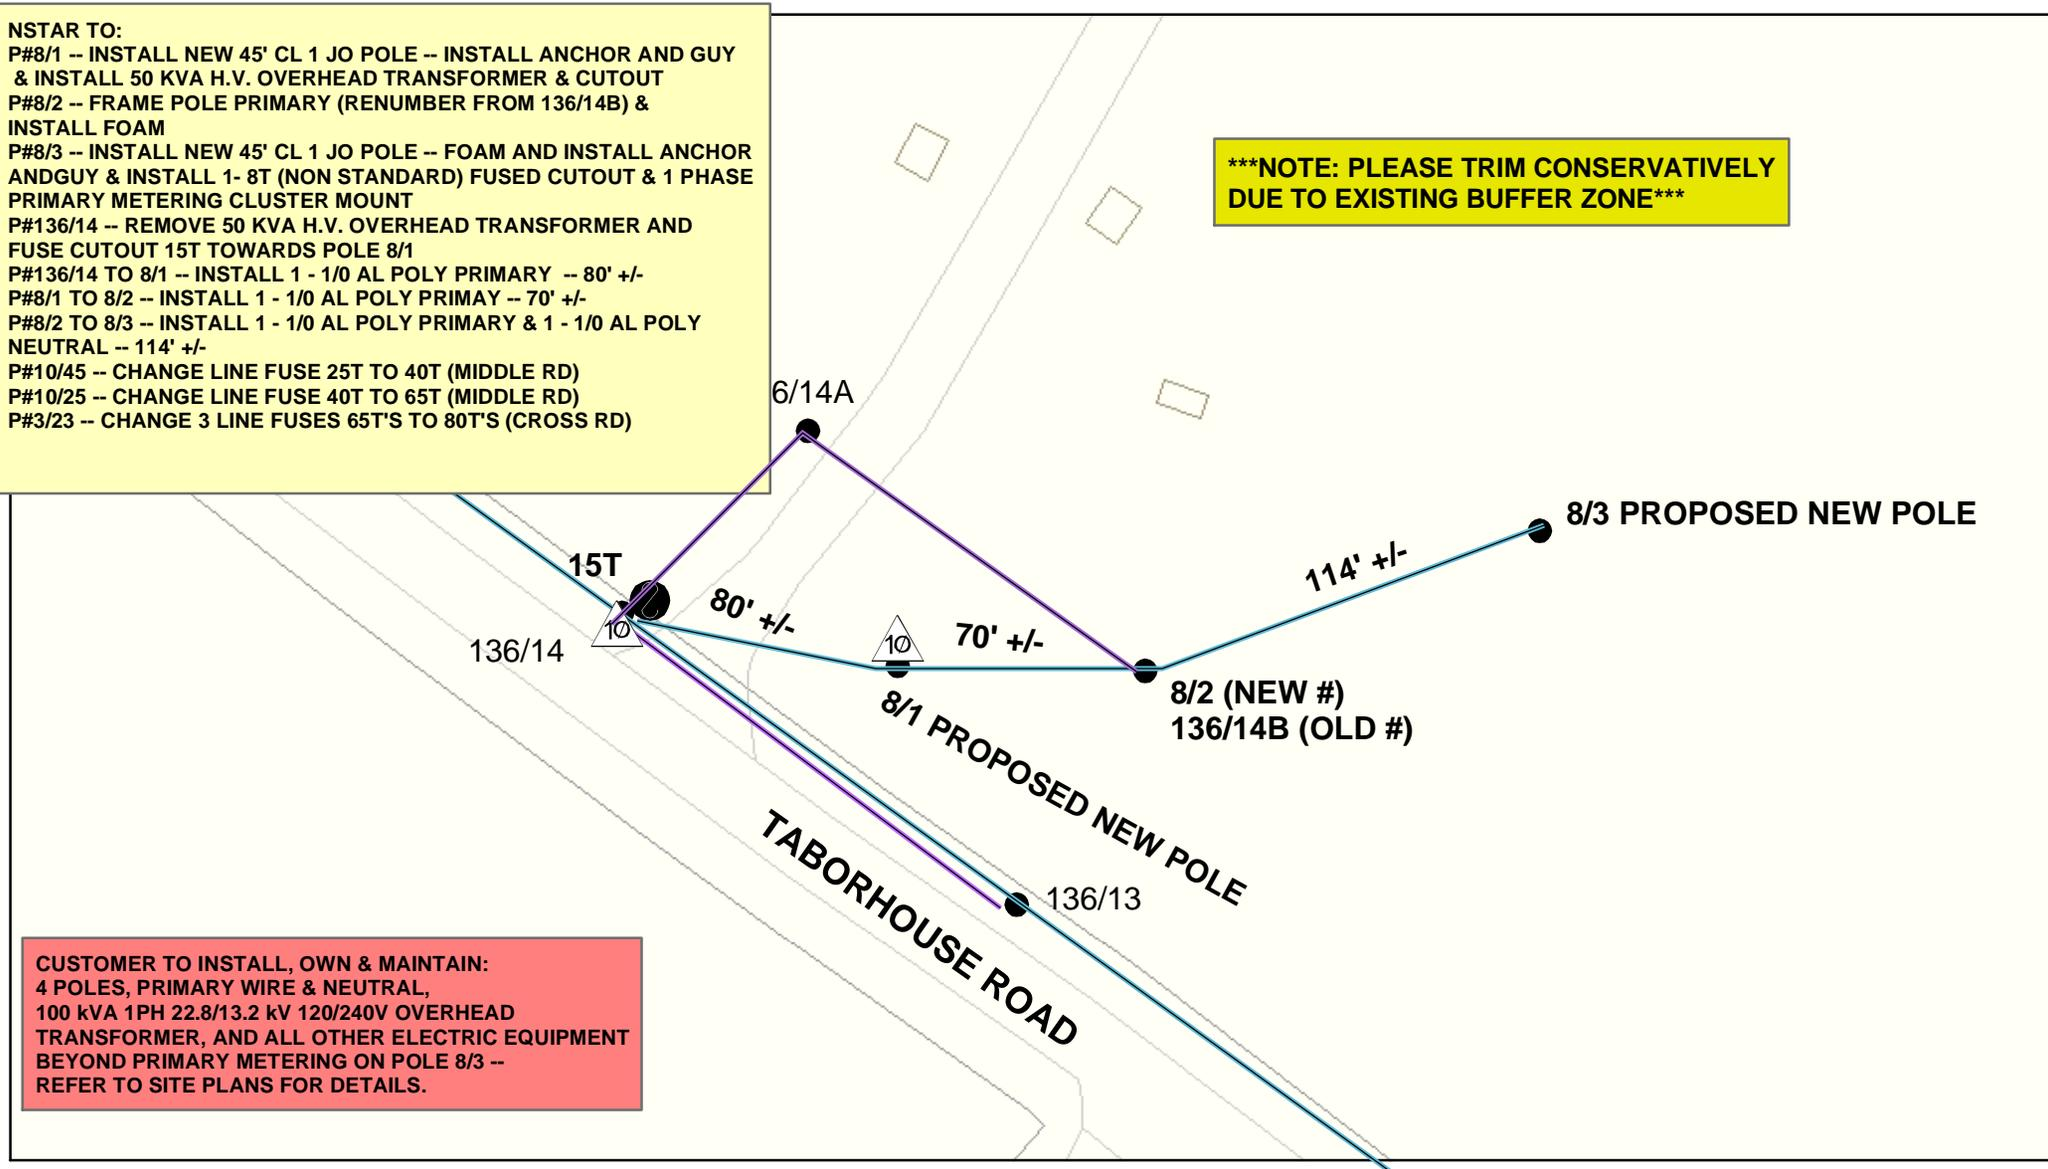 NSTAR TO:
P#8/1 -- INSTALL NEW 45' CL 1 JO POLE -- INSTALL ANCHOR AND GUY
& INSTALL 50 KVA H.V. OVERHEAD TRANSFORMER & CUTOUT
P#8/2 -- FRAME POLE PRIMARY (RENUMBER FROM 136/14B) &
INSTALL FOAM
P#8/3 -- INSTALL NEW 45' CL 1 JO POLE -- FOAM AND INSTALL ANCHOR
ANDGUY & INSTALL 1- 8T (NON STANDARD) FUSED CUTOUT & 1 PHASE
PRIMARY METERING CLUSTER MOUNT
P#136/14 -- REMOVE 50 KVA H.V. OVERHEAD TRANSFORMER AND
FUSE CUTOUT 15T TOWARDS POLE 8/1
P#136/14 TO 8/1 -- INSTALL 1 - 1/0 AL POLY PRIMARY -- 80' +/-
P#8/1 TO 8/2 -- INSTALL 1 - 1/0 AL POLY PRIMAY -- 70' +/-
P#8/2 TO 8/3 -- INSTALL 1 - 1/0 AL POLY PRIMARY & 1 - 1/0 AL POLY
NEUTRAL -- 114' +/-
P#10/45 -- CHANGE LINE FUSE 25T TO 40T (MIDDLE RD)
P#10/25 -- CHANGE LINE FUSE 40T TO 65T (MIDDLE RD)
P#3/23 -- CHANGE 3 LINE FUSES 65T'S TO 80T'S (CROSS RD)
***NOTE: PLEASE TRIM CONSERVATIVELY
DUE TO EXISTING BUFFER ZONE***
6/14A
8/3 PROPOSED NEW POLE
114' +/-
15T
80' +/-
70' +/-
1Ø
1Ø
136/14
8/2 (NEW #)
136/14B (OLD #)
8/1 PROPOSED NEW POLE
136/13
TABORHOUSE ROAD
CUSTOMER TO INSTALL, OWN & MAINTAIN:
4 POLES, PRIMARY WIRE & NEUTRAL,
100 kVA 1PH 22.8/13.2 kV 120/240V OVERHEAD
TRANSFORMER, AND ALL OTHER ELECTRIC EQUIPMENT
BEYOND PRIMARY METERING ON POLE 8/3 --
REFER TO SITE PLANS FOR DETAILS.